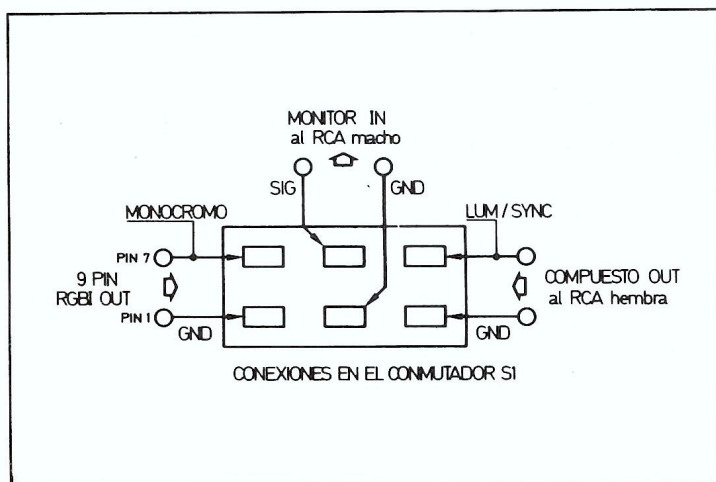 MONITOR IN
al RCA macho
SIG
GND
MONOCROMO
LUM/SYNC
PIN 7
9 PIN
RGBI OUT
PIN 1
GND
COMPUESTO OUT
al RCA hembra
GND
CONEXIONES EN EL CONMUTADOR S1